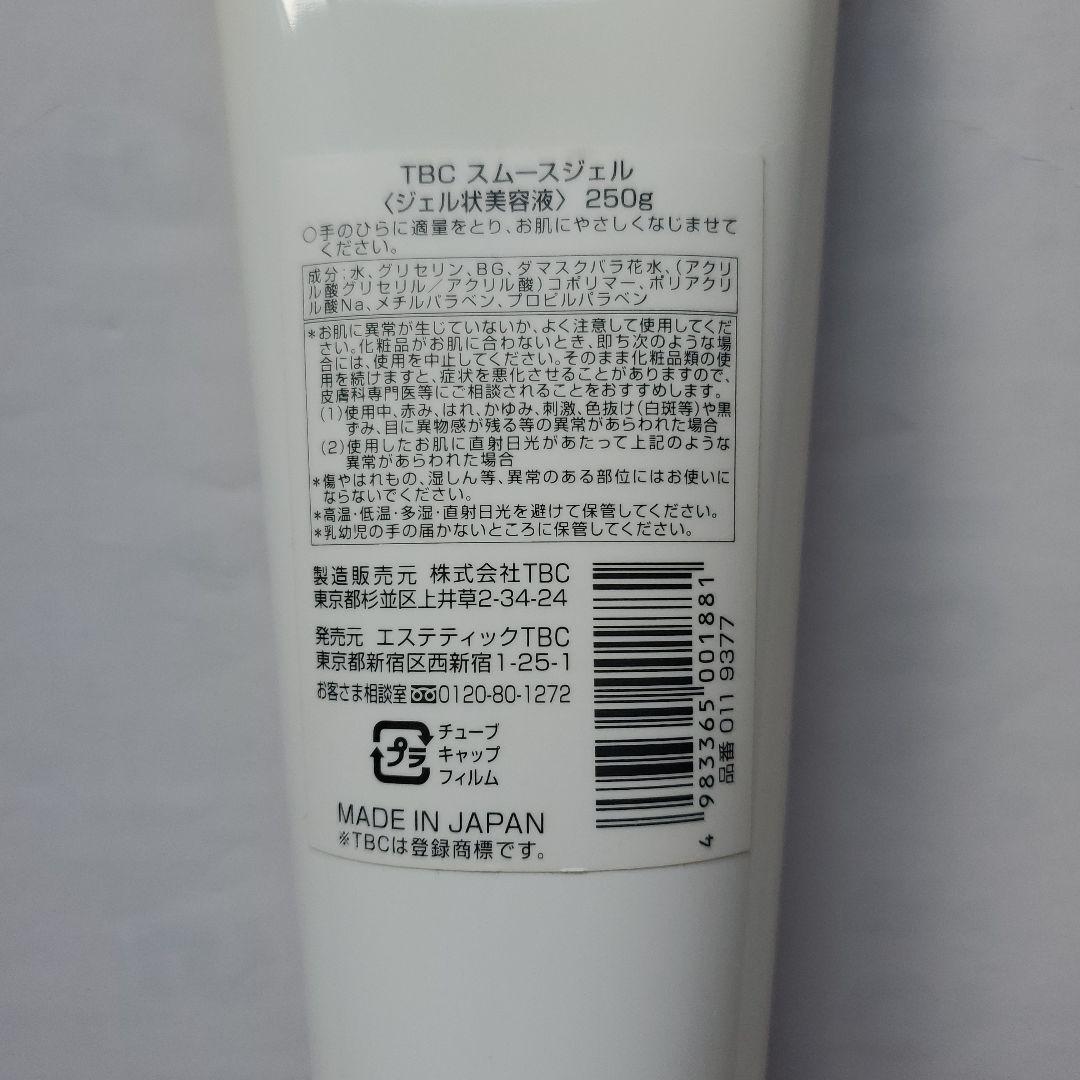 TBC スムースジェル
〈ジェル状美容液〉 250g
○手のひらに適量をとり、お肌にやさしくなじませて
ください。
成分:水、グリセリン、BG、ダマスクバラ花水、(アクリ
ル酸グリセリル/アクリル酸)コポリマー、ポリアクリ
ル酸Na、メチルパラベン、プロピルパラベン
*お肌に異常が生じていないか、よく注意して使用してくだ
さい。化粧品がお肌に合わないとき、即ち次のような場
合には、使用を中止してください。そのまま化粧品類の使
用を続けますと、症状を悪化させることがありますので、
皮膚科専門医等にご相談されることをおすすめします。
(1)使用中、赤み、はれ、かゆみ、刺激、色抜け(白斑等)や黒
ずみ、目に異物感が残る等の異常があらわれた場合
(2)使用したお肌に直射日光があたって上記のような
異常があらわれた場合
*傷やはれもの、湿しん等、異常のある部位にはお使いに
ならないでください。
*高温・低温・多湿・直射日光を避けて保管してください。
*乳幼児の手の届かないところに保管してください。
製造販売元 株式会社TBC
東京都杉並区上井草2-34-24
発売元 エステティックTBC
東京都新宿区西新宿1-25-1
お客さま相談室 0120-80-1272
プラ
チューブ
キャップ
フィルム
MADE IN JAPAN
※TBCは登録商標です。
4 983365 001881
品番 011 9377